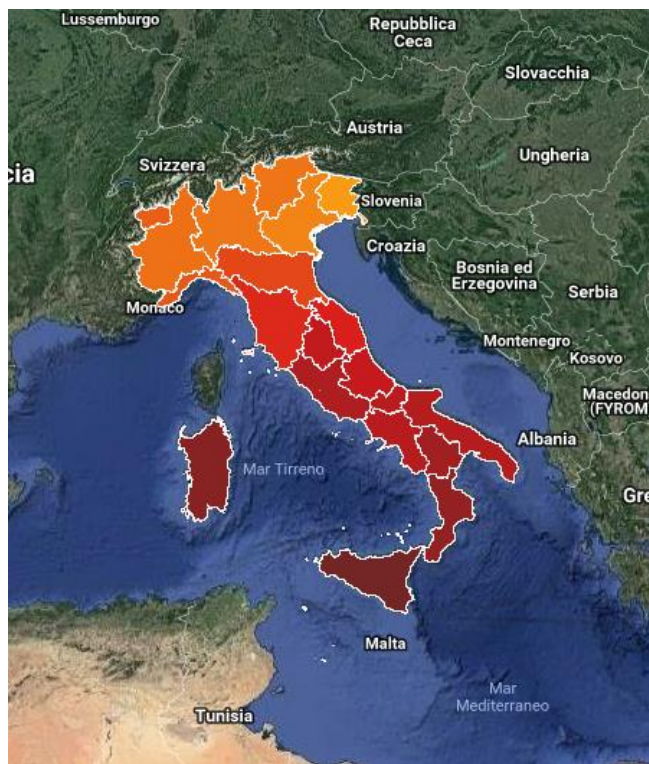 Lussemburgo
Repubblica
Ceca
Slovacchia
Austria
Ungheria
Svizzera
cia
Slovenia
Croazia
Bosnia ed
Erzegovina
Serbia
Monaco
Montenegro
Kosovo
Macedon
(FYROM
Albania
Mar Tirreno
Gre
Malta
Mar
Mediterraneo
Tunisia